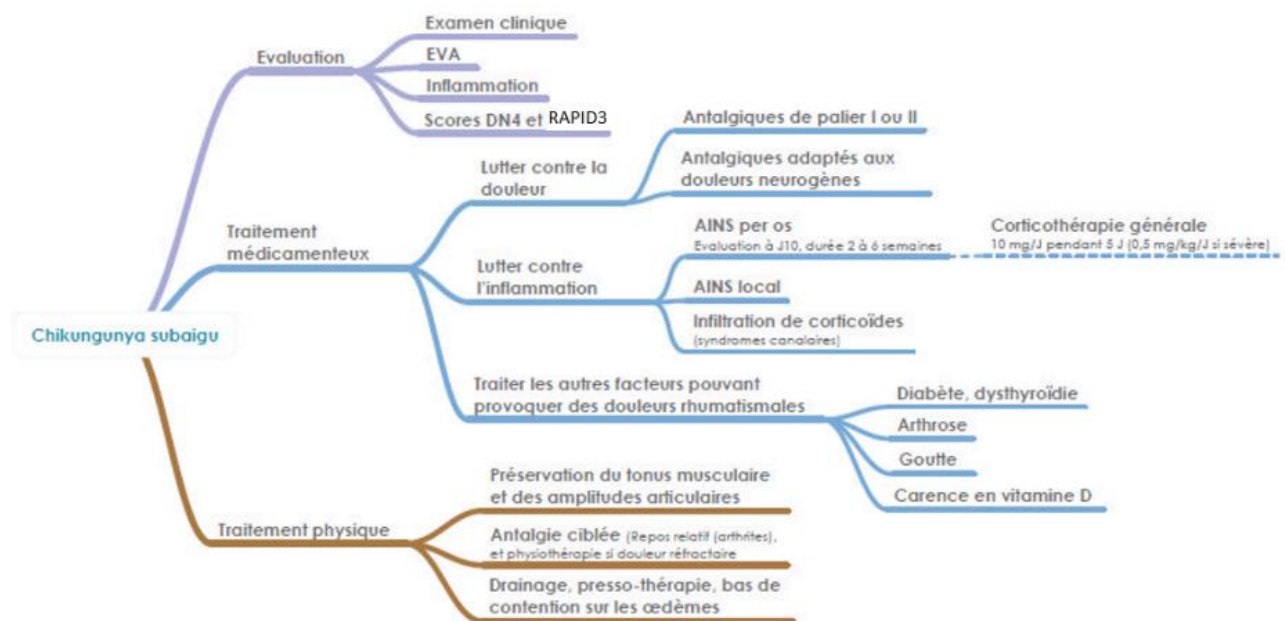 Examen clinique
Evaluation
EVA
Inflammation
Scores DN4 et RAPID3
Antalgiques de palier I ou II
Lutter contre la
douleur
Antalgiques adaptés aux
douleurs neurogènes
Traitement
médicamenteux
AINS per os
Evaluation à J10, durée 2 à 6 semaines
Corticothérapie générale
10 mg/J pendant 5 J (0,5 mg/kg/J si sévère)
Lutter contre
l'inflammation
AINS local
Infiltration de corticoïdes
(syndromes canalaires)
Chikungunya subaigu
Traiter les autres facteurs pouvant
provoquer des douleurs rhumatismales
Diabète, dysthyroïdie
Arthrose
Goutte
Carence en vitamine D
Préservation du tonus musculaire
et des amplitudes articulaires
Traitement physique
Antalgie ciblée (Repos relatif (arthrites),
et physiothérapie si douleur réfractaire
Drainage, presso-thérapie, bas de
contention sur les œdèmes